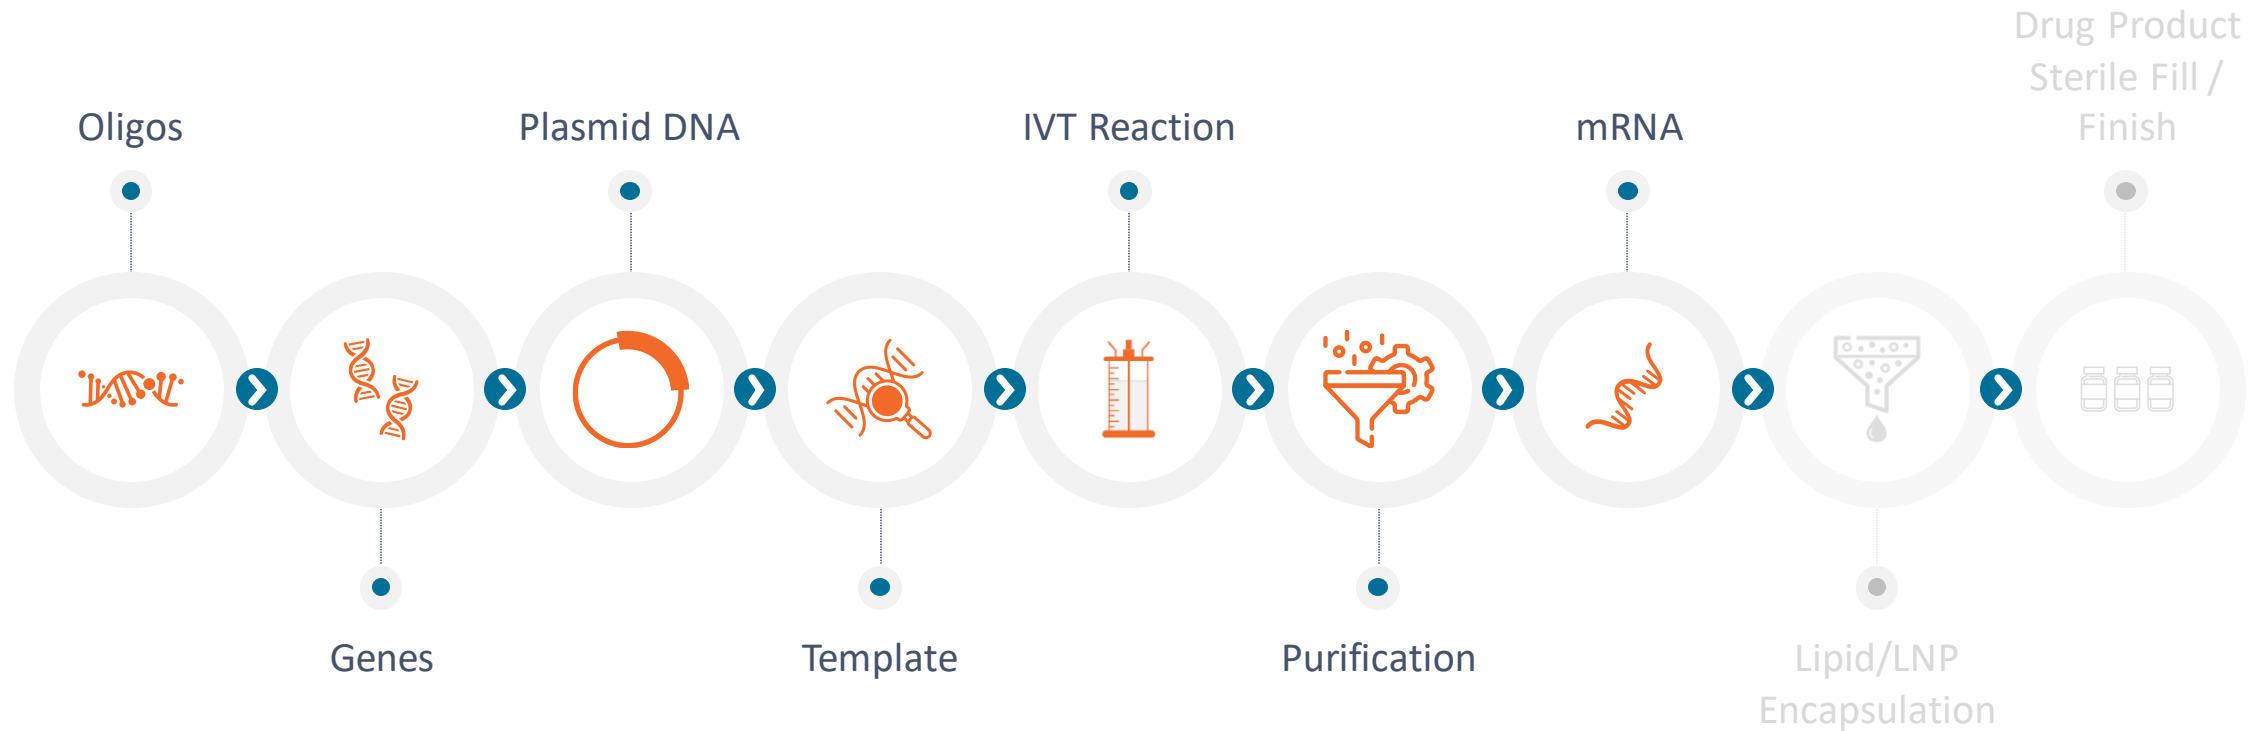 Oligos
Genes
Plasmid DNA
Template
IVT Reaction
Purification
mRNA
Lipid/LNP
Encapsulation
Drug Product
Sterile Fill /
Finish